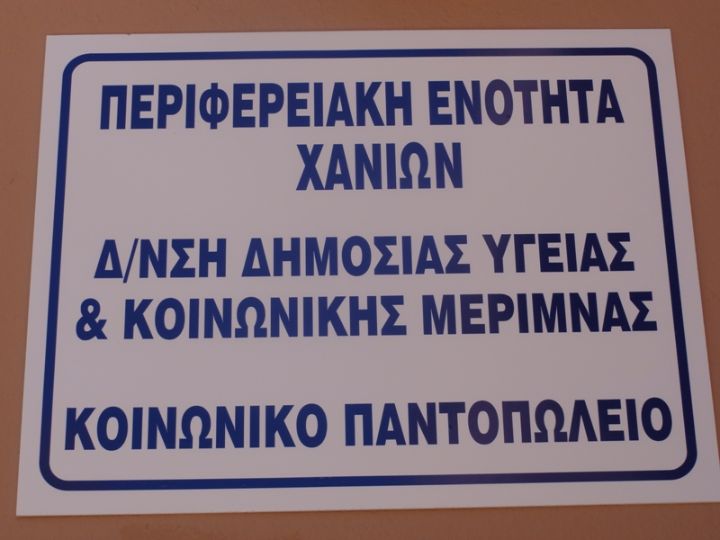 ΠΕΡΙΦΕΡΕΙΑΚΗ ΕΝΟΤΗΤΑ
ΧΑΝΙΩΝ
Δ/ΝΣΗ ΔΗΜΟΣΙΑΣ ΥΓΕΙΑΣ
& ΚΟΙΝΩΝΙΚΗΣ ΜΕΡΙΜΝΑΣ
ΚΟΙΝΩΝΙΚΟ ΠΑΝΤΟΠΩΛΕΙΟ